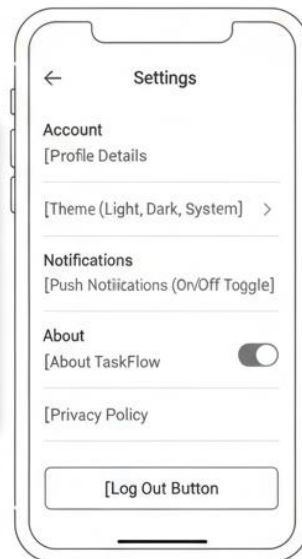 Settings
Account
[Profile Details
[Theme (Light, Dark, System]
Notifications
[Push Notiiications (On/Off Toggle]
About
[About TaskFlow
[Privacy Policy
[Log Out Button